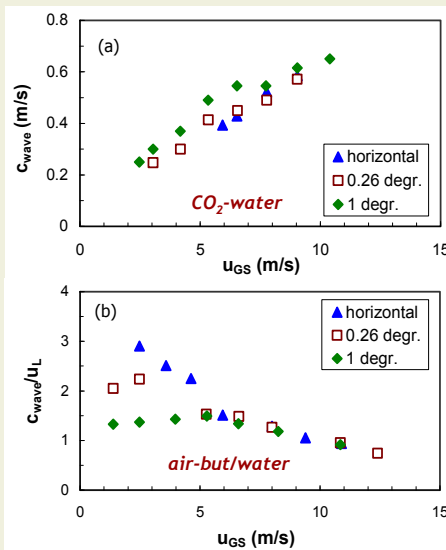 (a)
0.8
0.6
0.4
0.2
0
c_wave (m/s)
CO₂-water
horizontal
0.26 degr.
1 degr.
0 5 10 15
u_GS (m/s)
(b)
4
3
2
1
0
c_wave/u_L
air-but/water
horizontal
0.26 degr.
1 degr.
0 5 10 15
u_GS (m/s)